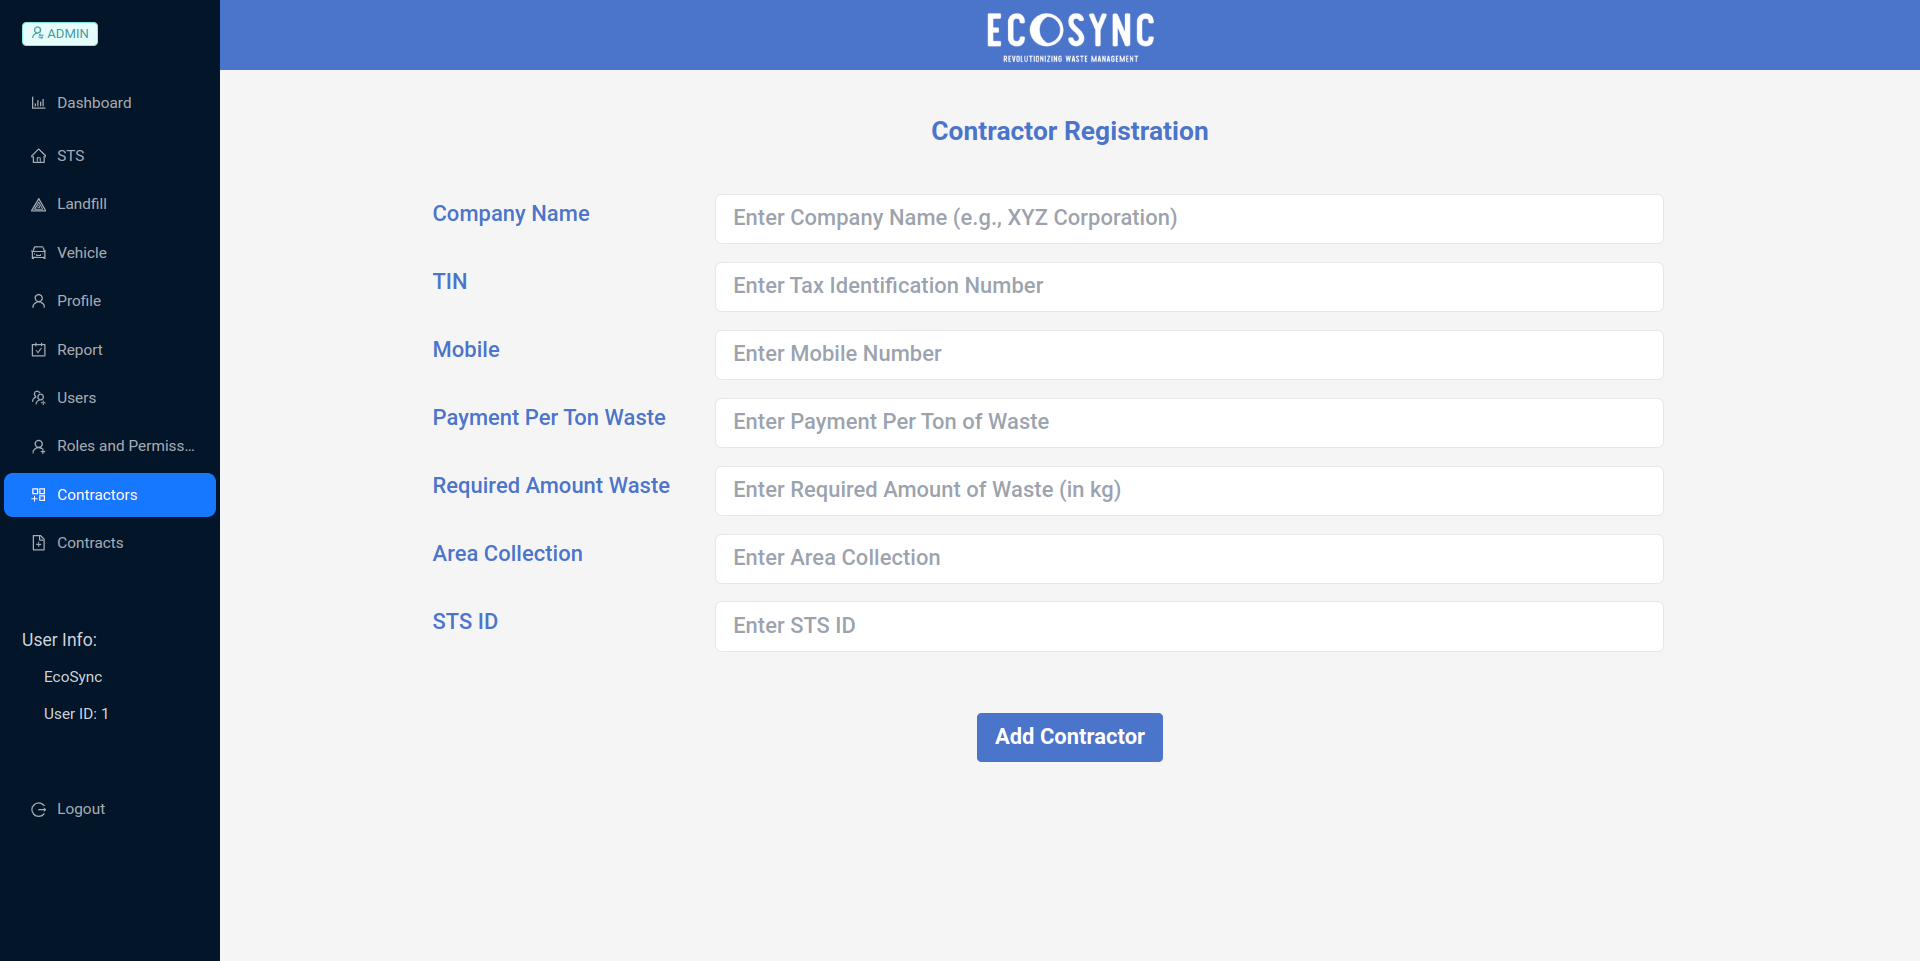 ADMIN
Dashboard
STS
Landfill
Vehicle
Profile
Report
Users
Roles and Permiss...
Contractors
Contracts
User Info:
EcoSync
User ID: 1
Logout
ECOSYNC
REVOLUTIONIZING WASTE MANAGEMENT
Contractor Registration
Company Name
Enter Company Name (e.g., XYZ Corporation)
TIN
Enter Tax Identification Number
Mobile
Enter Mobile Number
Payment Per Ton Waste
Enter Payment Per Ton of Waste
Required Amount Waste
Enter Required Amount of Waste (in kg)
Area Collection
Enter Area Collection
STS ID
Enter STS ID
Add Contractor